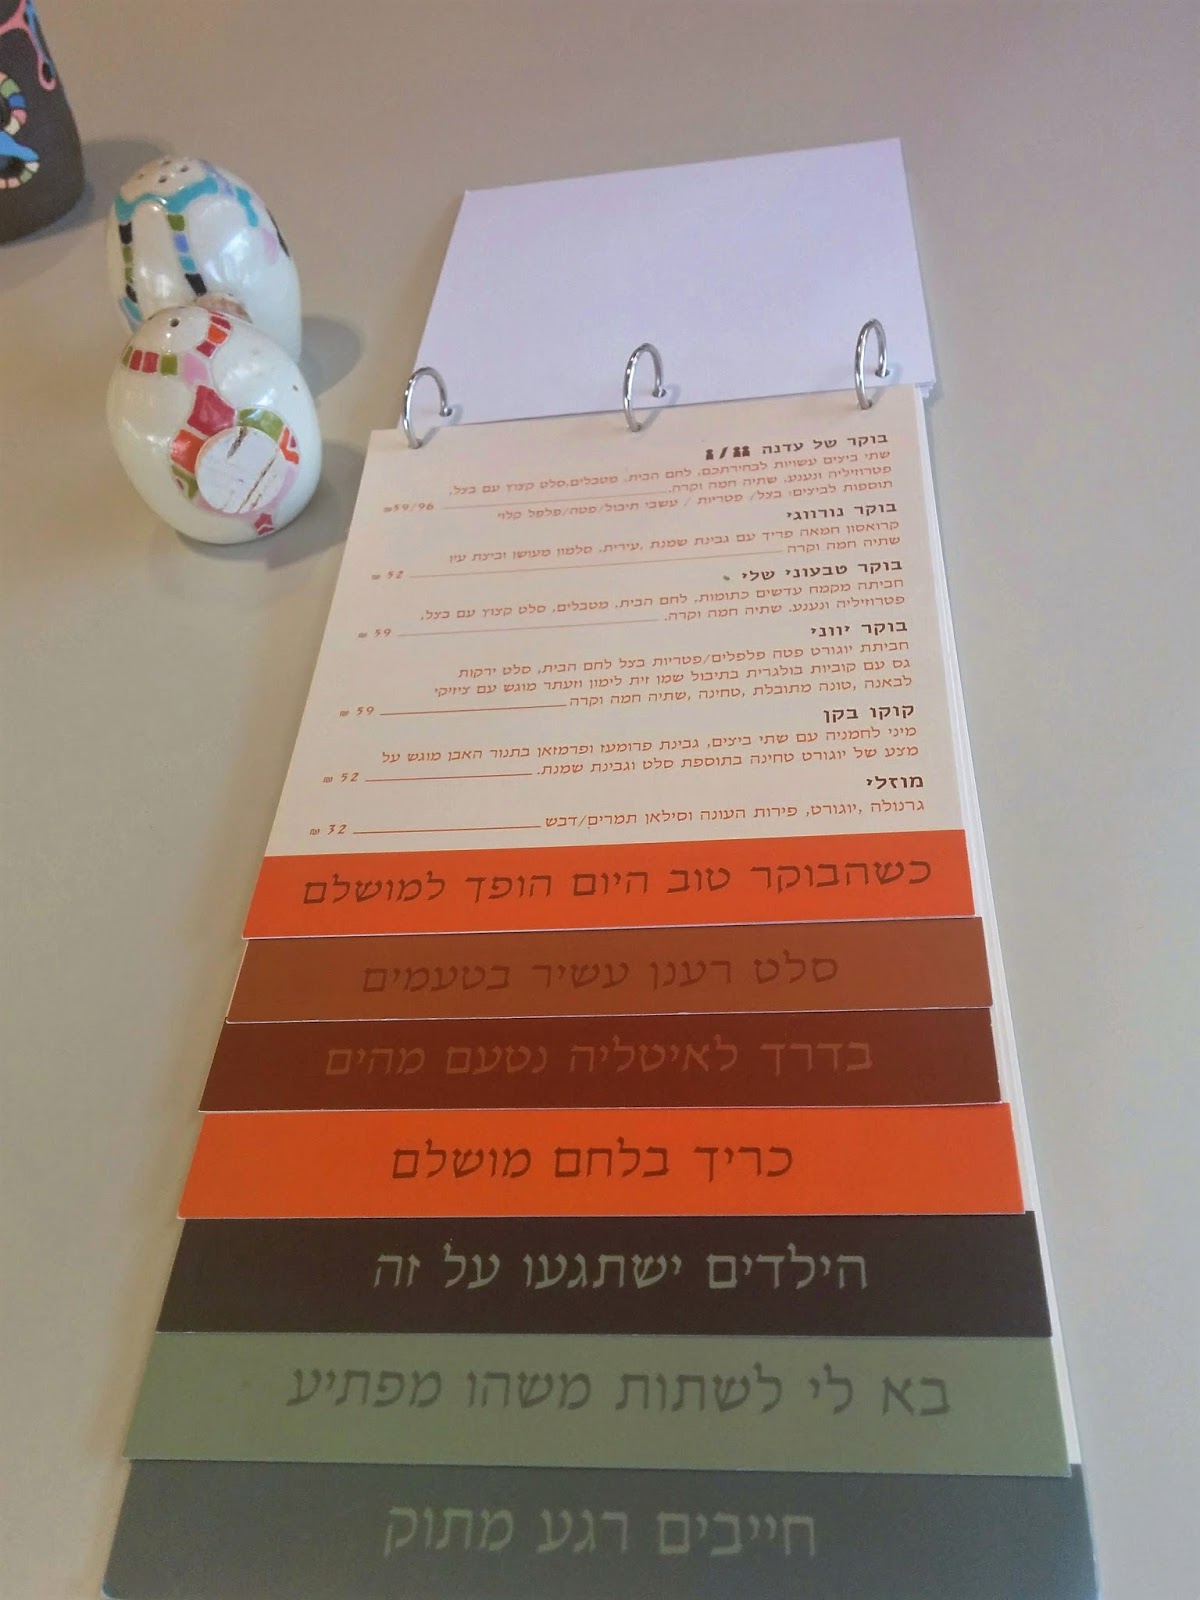 בוקר של עדנה /
שתי ביצים עשויות לבחירתכם, לחם הבית, מטבלים,סלט קצוץ עם בצל,
פטרוזיליה ונענע. שתיה חמה וקרה.
תוספות לביצים: בצל/ פטריות / עשבי תיבול/פטה/פלפל קלוי ₪59/96
בוקר נורווגי
קרואסון חמאה פריך עם גבינת שמנת ,עירית, סלמון מעושן וביצת עין
שתיה חמה וקרה ₪ 52
בוקר טבעוני שלי
חביתה מקמח עדשים כתומות, לחם הבית, מטבלים, סלט קצוץ עם בצל,
פטרוזיליה ונענע. שתיה חמה וקרה. ₪ 59
בוקר יווני
חביתת יוגורט פטה פלפלים/פטריות בצל לחם הבית, סלט ירקות
גס עם קוביות בולגרית בתיבול שמן זית לימון וזעתר מוגש עם ציזיקי
לבאנה ,טונה מתובלת ,טחינה ,שתיה חמה וקרה ₪ 59
קוקו בקן
מיני לחמניה עם שתי ביצים, גבינת פרומעז ופרמזאן בתנור האבן מוגש על
מצע של יוגורט טחינה בתוספת סלט וגבינת שמנת. ₪ 52
מוזלי
גרנולה ,יוגורט, פירות העונה וסילאן תמרים/דבש ₪ 32
כשהבוקר טוב היום הופך למושלם
סלט רענן עשיר בטעמים
בדרך לאיטליה נטעם מהים
כריך בלחם מושלם
הילדים ישתגעו על זה
בא לי לשתות משהו מפתיע
חייבים רגע מתוק